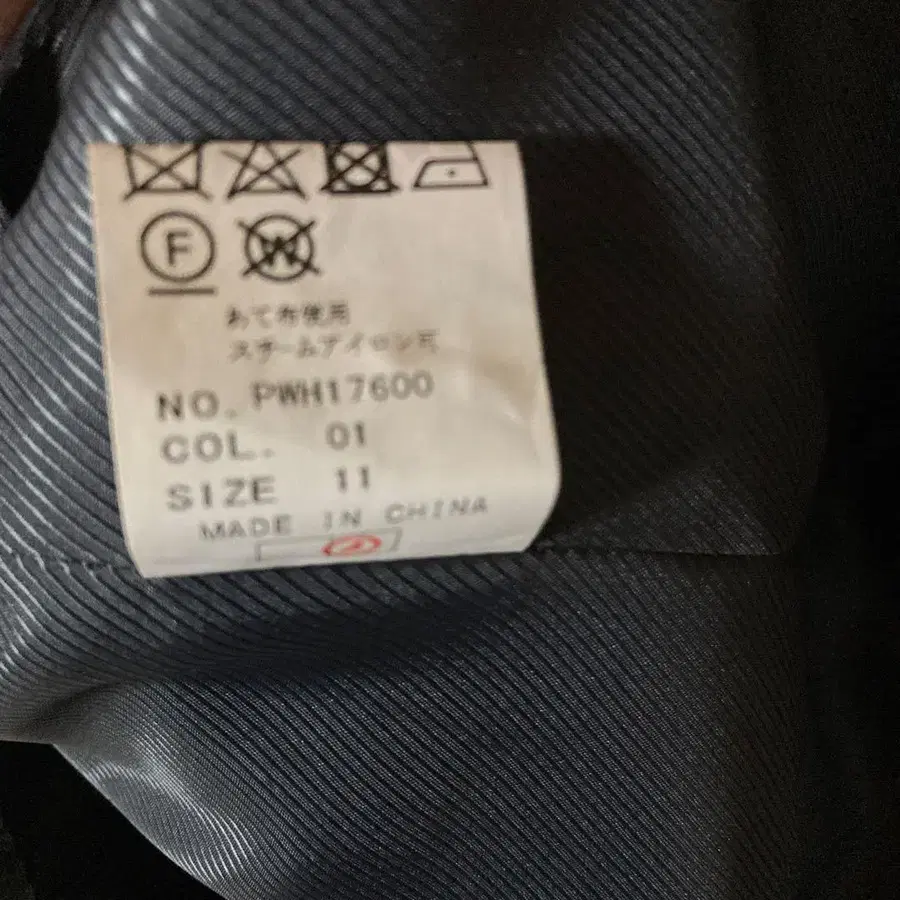 F W
あて布使用
スチームアイロン可
NO. PWH17600
COL. 01
SIZE 11
MADE IN CHINA